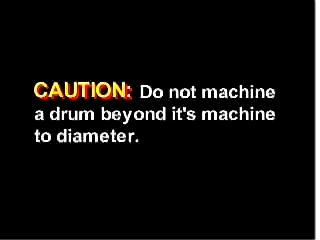 CAUTION: Do not machine
a drum beyond it's machine
to diameter.